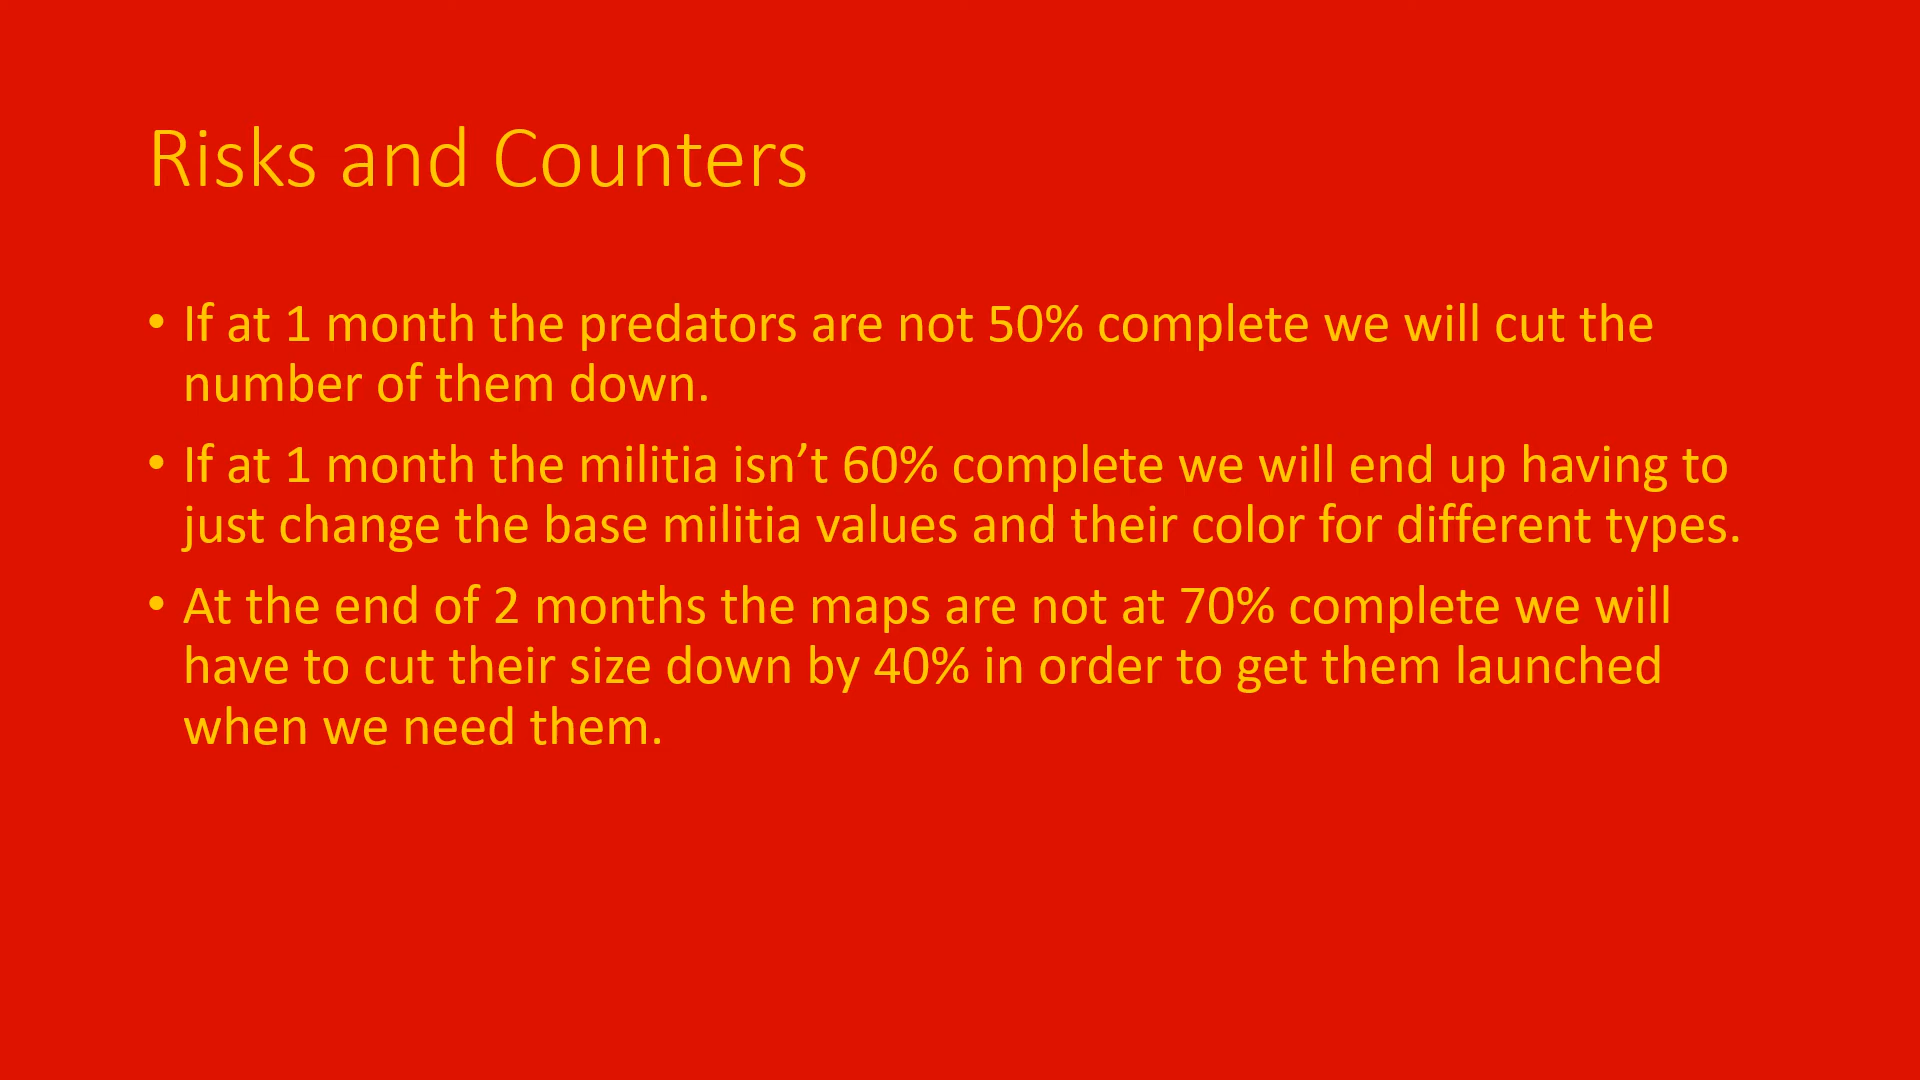 Risks and Counters
• If at 1 month the predators are not 50% complete we will cut the
number of them down.
• If at 1 month the militia isn’t 60% complete we will end up having to
just change the base militia values and their color for different types.
• At the end of 2 months the maps are not at 70% complete we will
have to cut their size down by 40% in order to get them launched
when we need them.